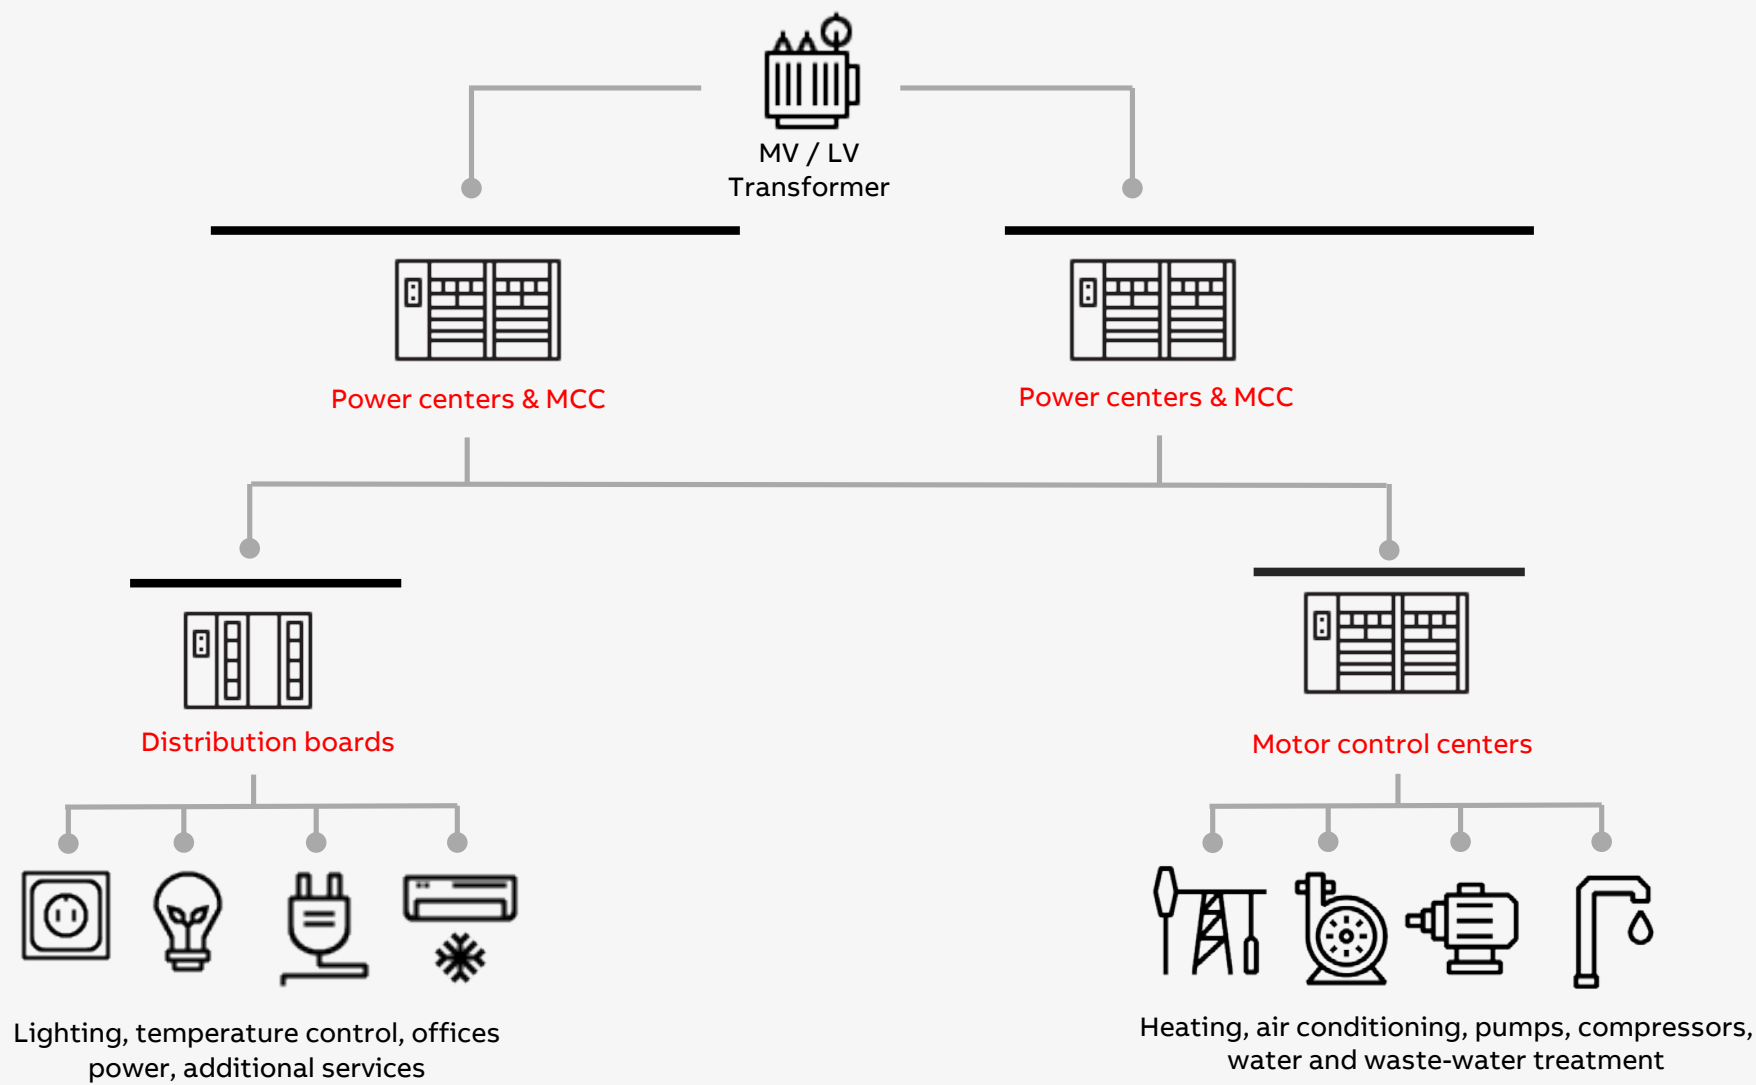 MV / LV
Transformer
Power centers & MCC
Power centers & MCC
Distribution boards
Motor control centers
Lighting, temperature control, offices
power, additional services
Heating, air conditioning, pumps, compressors,
water and waste-water treatment